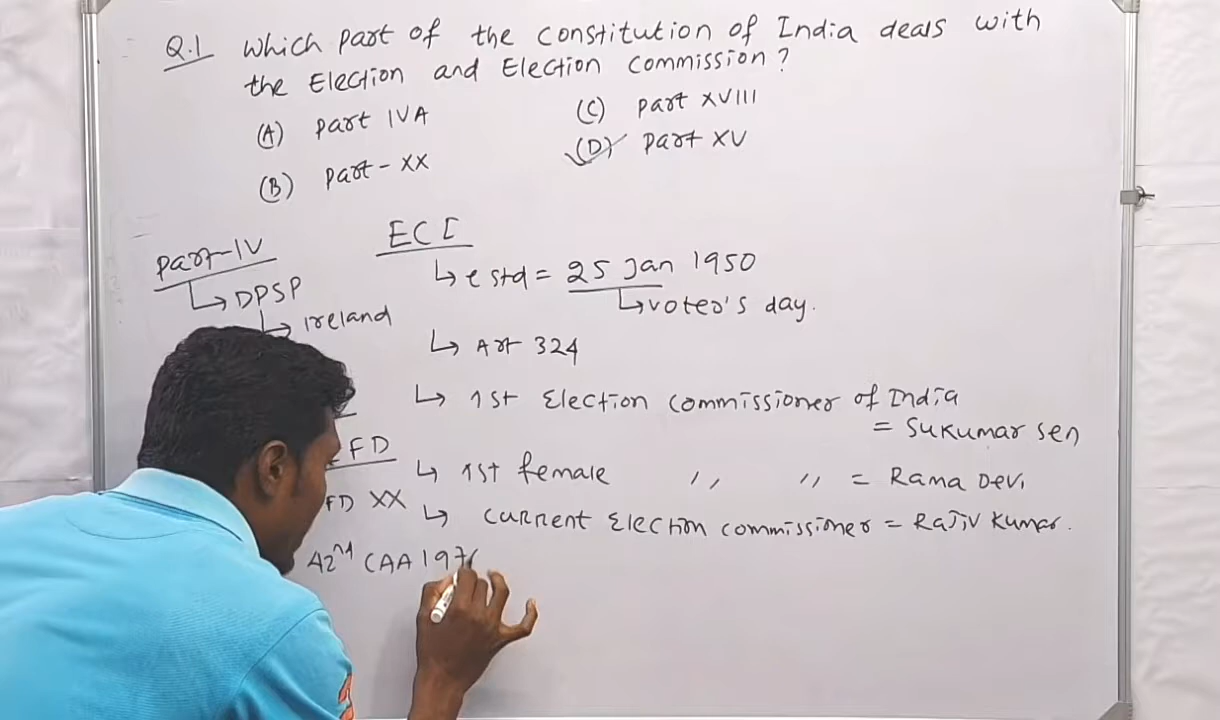 Q.1 Which Part of the constitution of India deals with
the Election and Election commission?
(A) Part IVA
(B) Part-XX
(C) Part XVIII
(D) Part XV
Part-IV
↳ DPSP
↳ Ireland
FD
FD XX
42nd CAA 197
ECI
↳ estd = 25 Jan 1950
↳ voter's day.
↳ Art 324
↳ 1st Election commissioner of India
= Sukumar Sen
↳ 1st female ,, ,, = Rama Devi
↳ current Election commissioner = Rajiv Kumar.